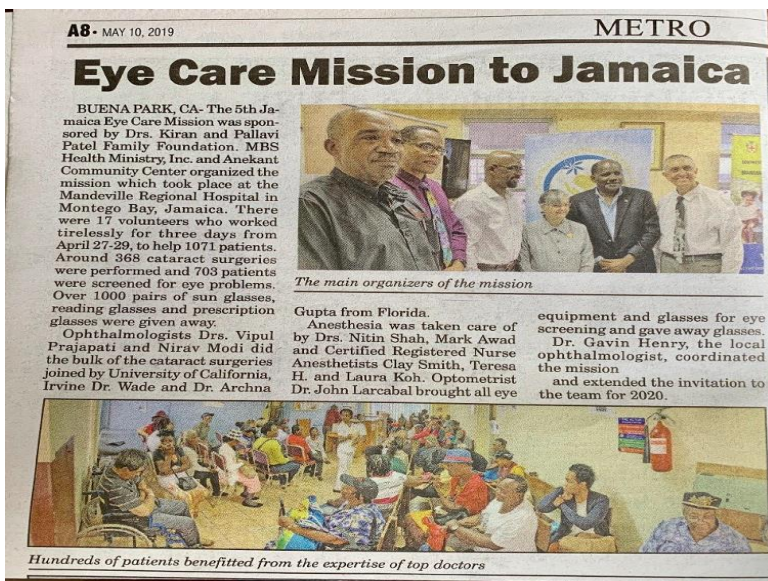 A8• MAY 10, 2019
METRO
Eye Care Mission to Jamaica
BUENA PARK, CA- The 5th Ja-
maica Eye Care Mission was spon-
sored by Drs. Kiran and Pallavi
Patel Family Foundation. MBS
Health Ministry, Inc. and Anekant
Community Center organized the
mission which took place at the
Mandeville Regional Hospital in
Montego Bay, Jamaica. There
were 17 volunteers who worked
tirelessly for three days from
April 27-29, to help 1071 patients.
Around 368 cataract surgeries
were performed and 703 patients
were screened for eye problems.
Over 1000 pairs of sun glasses,
reading glasses and prescription
glasses were given away.
Ophthalmologists Drs. Vipul
Prajapati and Nirav Modi did
the bulk of the cataract surgeries
joined by University of California,
Irvine Dr. Wade and Dr. Archna
The main organizers of the mission
Gupta from Florida.
Anesthesia was taken care of
by Drs. Nitin Shah, Mark Awad
and Certified Registered Nurse
Anesthetists Clay Smith, Teresa
H. and Laura Koh. Optometrist
Dr. John Larcabal brought all eye
equipment and glasses for eye
screening and gave away glasses.
Dr. Gavin Henry, the local
ophthalmologist, coordinated
the mission
and extended the invitation to
the team for 2020.
Hundreds of patients benefitted from the expertise of top doctors